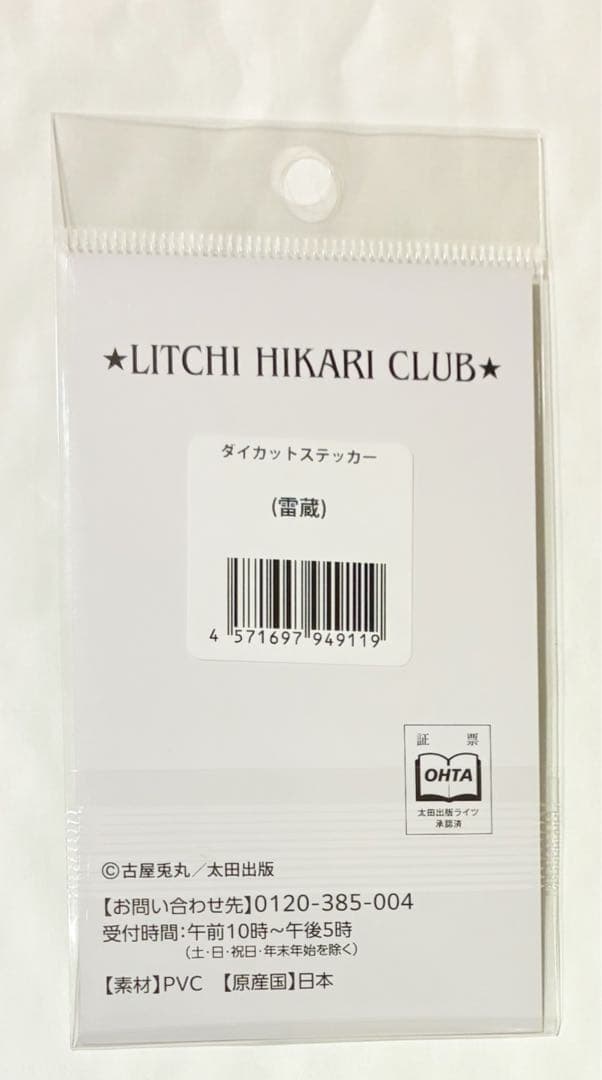 ★LITCHI HIKARI CLUB★
ダイカットステッカー
(雷蔵)
4 571697 949119
証 票
OHTA
太田出版ライツ
承認済
©古屋兎丸／太田出版
【お問い合わせ先】0120-385-004
受付時間：午前10時〜午後5時
（土・日・祝日・年末年始を除く）
【素材】PVC 【原産国】日本